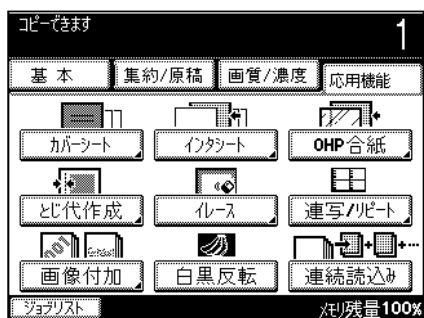 コピーできます 1
基本 集約/原稿 画質/濃度 応用機能
カバーシート インタシート OHP合紙
とじ代作成 イレース 連写/リピート
画像付加 白黒反転 連続読込み
ジョブリスト メモリ残量100%